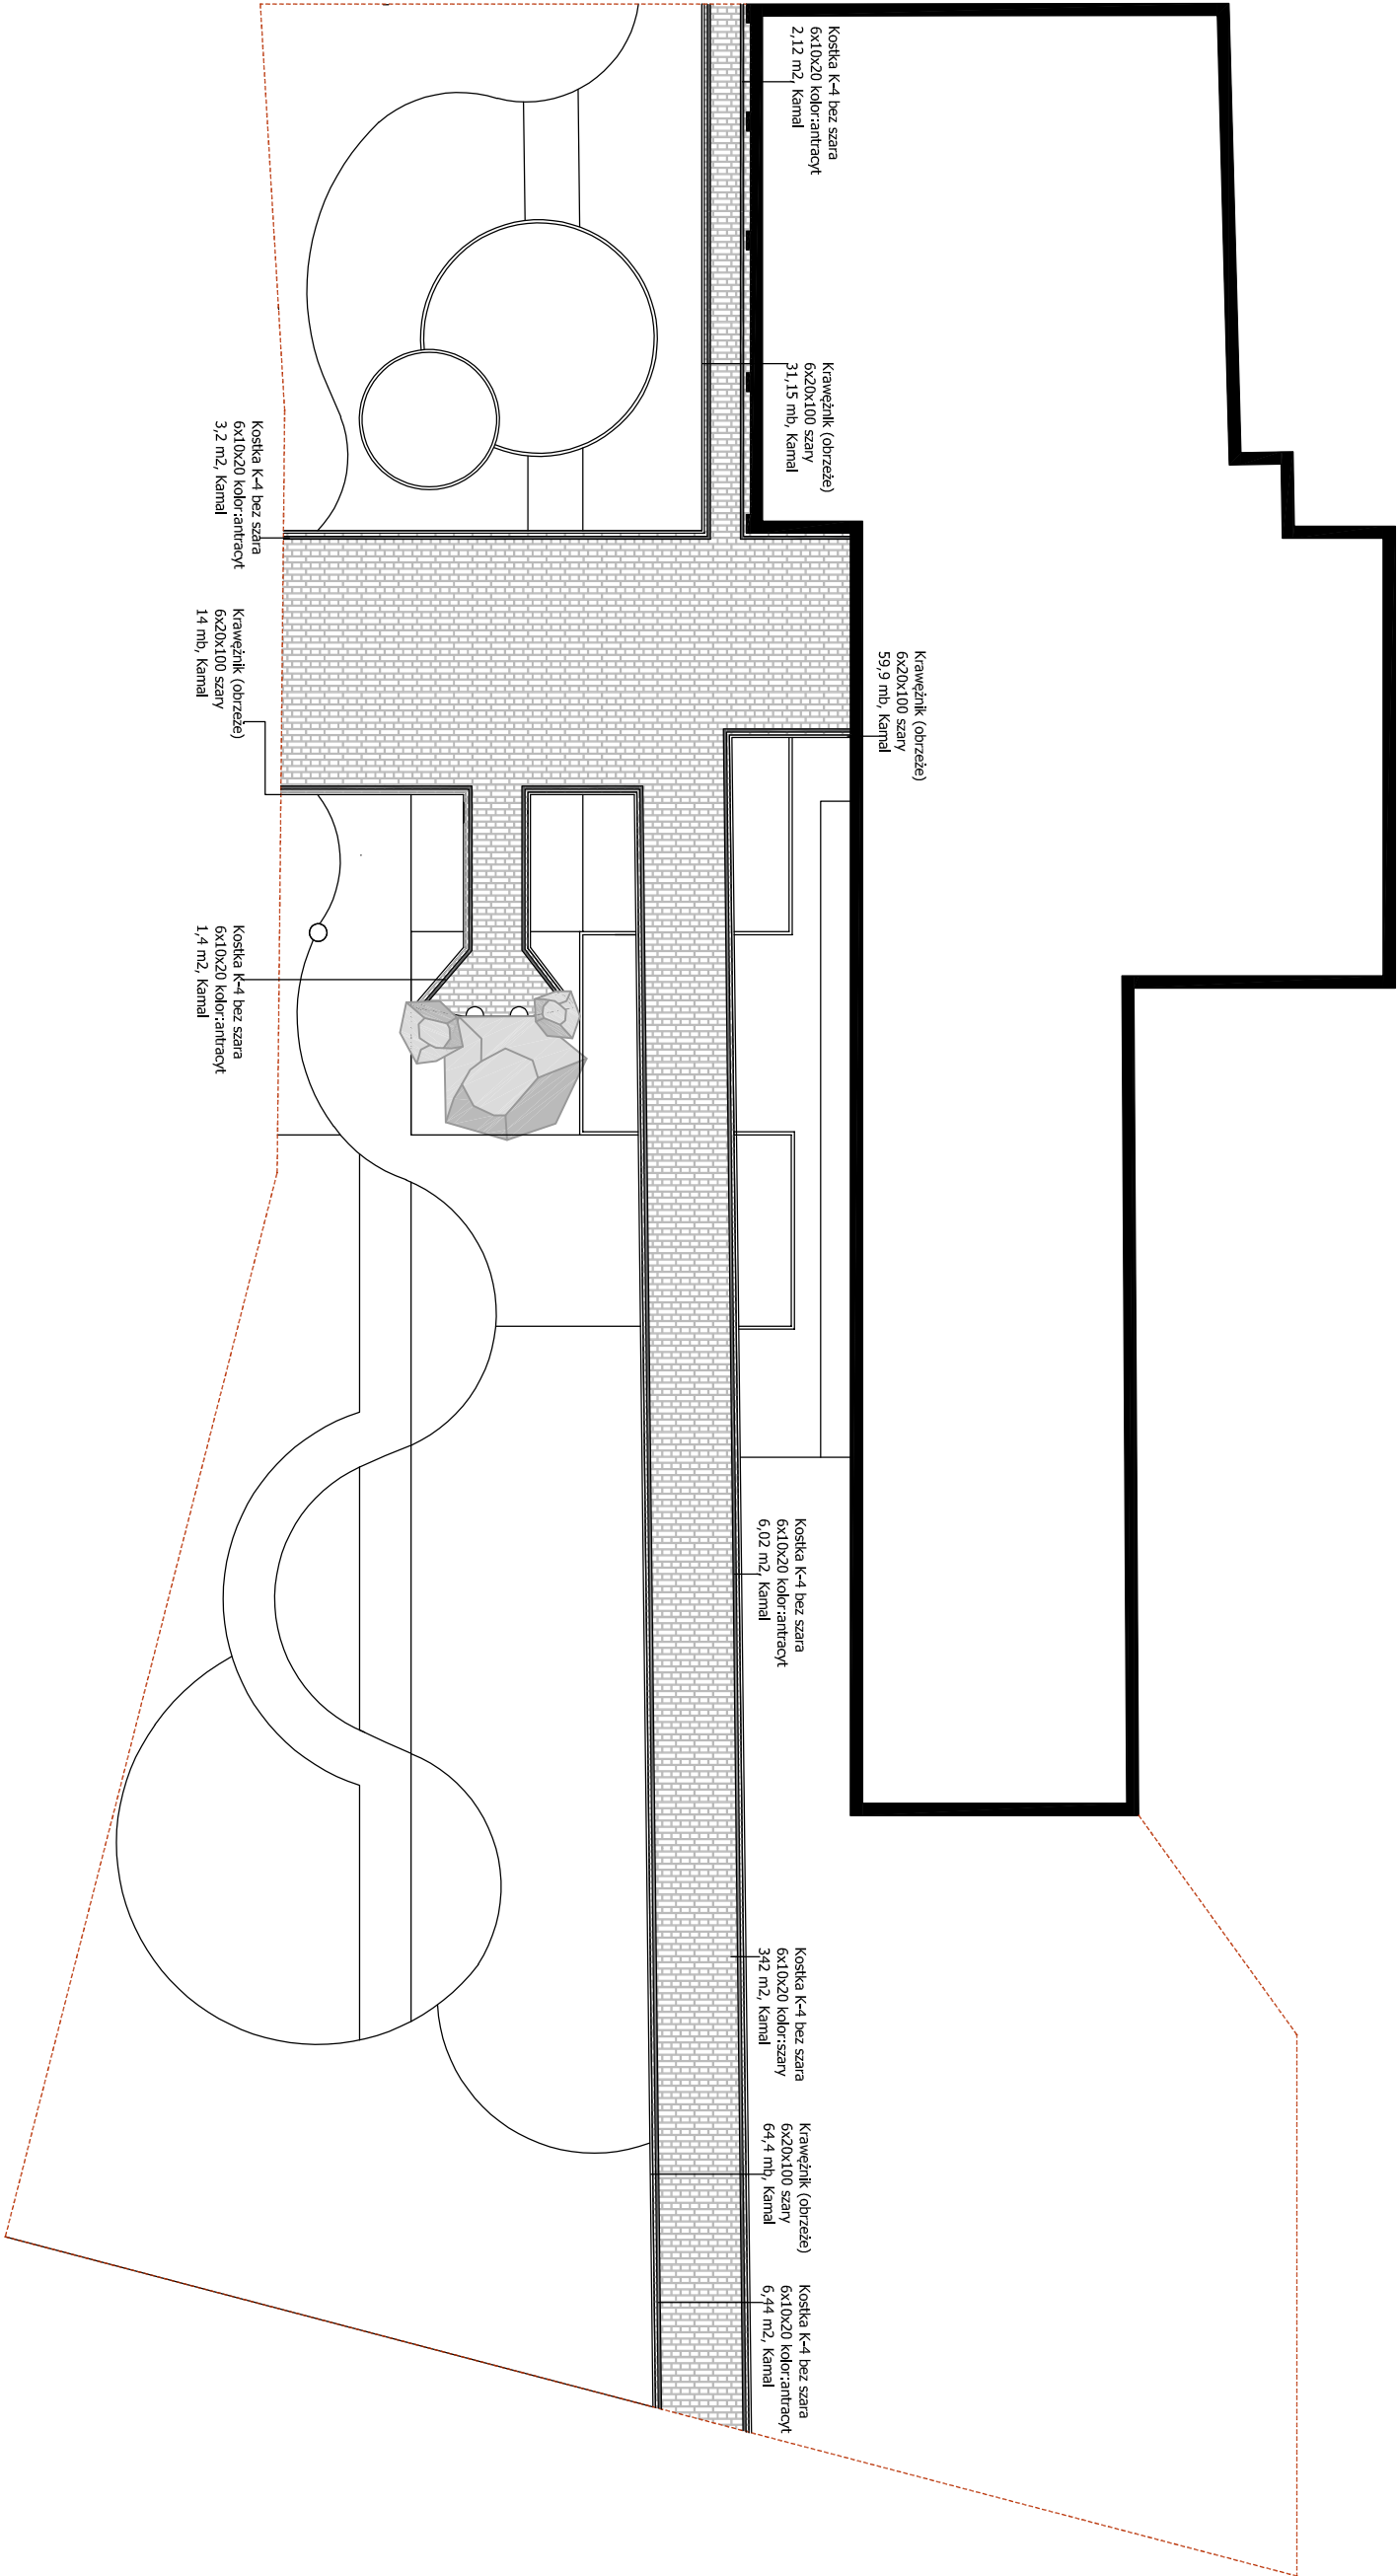 Kostka K-4 bez szara
6x10x20 kolor:antracyt
2,12 m2, Kamal
Krawężnik (obrzeże)
6x20x100 szary
31,15 mb, Kamal
Kostka K-4 bez szara
6x10x20 kolor:antracyt
3,2 m2, Kamal
Krawężnik (obrzeże)
6x20x100 szary
14 mb, Kamal
Krawężnik (obrzeże)
6x20x100 szary
59,9 mb, Kamal
Kostka K-4 bez szara
6x10x20 kolor:antracyt
1,4 m2, Kamal
Kostka K-4 bez szara
6x10x20 kolor:antracyt
6,02 m2, Kamal
Kostka K-4 bez szara
6x10x20 kolor:szary
342 m2, Kamal
Krawężnik (obrzeże)
6x20x100 szary
64,4 mb, Kamal
Kostka K-4 bez szara
6x10x20 kolor:antracyt
6,44 m2, Kamal